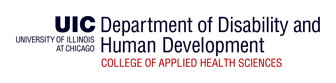 UIC Department of Disability and
UNIVERSITY OF ILLINOIS
AT CHICAGO
Human Development
COLLEGE OF APPLIED HEALTH SCIENCES